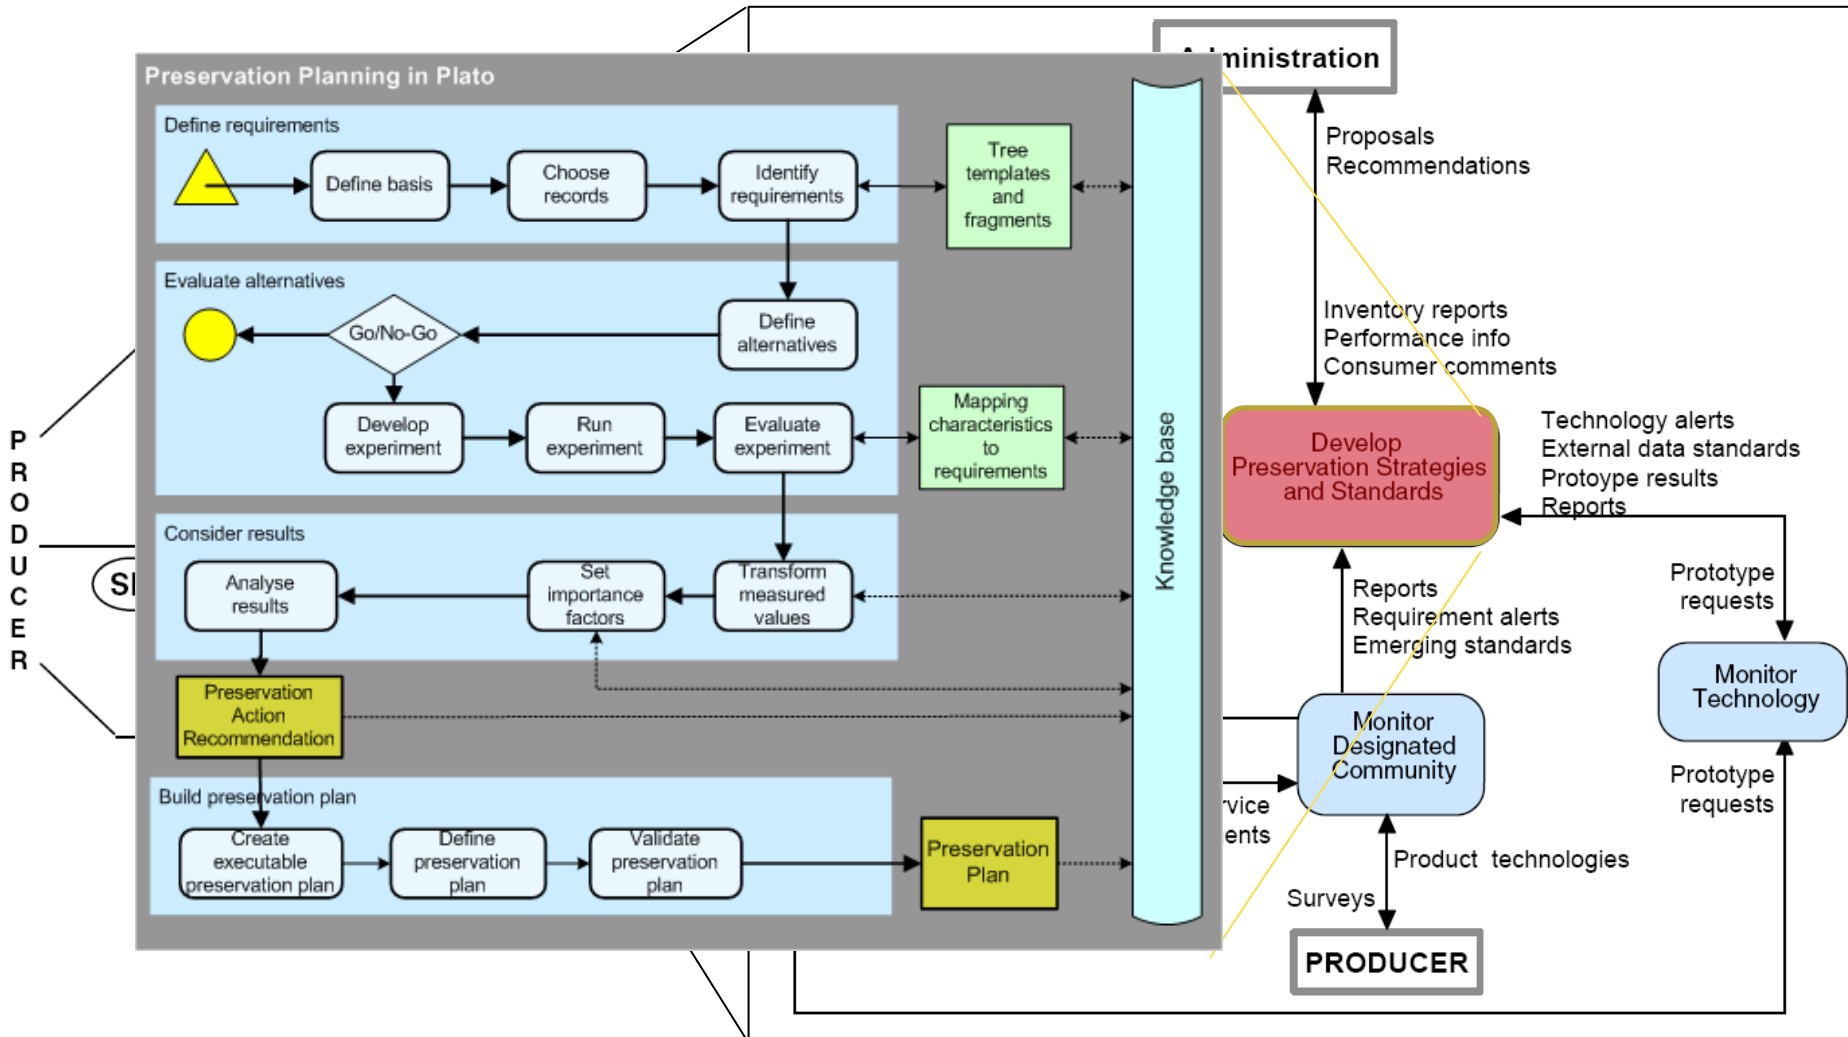 Preservation Planning in Plato
Define requirements
Define basis
Choose
records
Identify
requirements
Tree
templates
and
fragments
Evaluate alternatives
Go/No-Go
Define
alternatives
Develop
experiment
Run
experiment
Evaluate
experiment
Mapping
characteristics
to
requirements
Knowledge base
Consider results
Analyse
results
Set
importance
factors
Transform
measured
values
Preservation
Action
Recommendation
Build preservation plan
Create
executable
preservation plan
Define
preservation
plan
Validate
preservation
plan
Preservation
Plan
PRODUCER
Administration
Proposals
Recommendations
Inventory reports
Performance info
Consumer comments
Develop
Preservation Strategies
and Standards
Technology alerts
External data standards
Protoype results
Reports
Prototype
requests
Reports
Requirement alerts
Emerging standards
Monitor
Technology
Monitor
Designated
Community
Prototype
requests
Product technologies
Surveys
PRODUCER